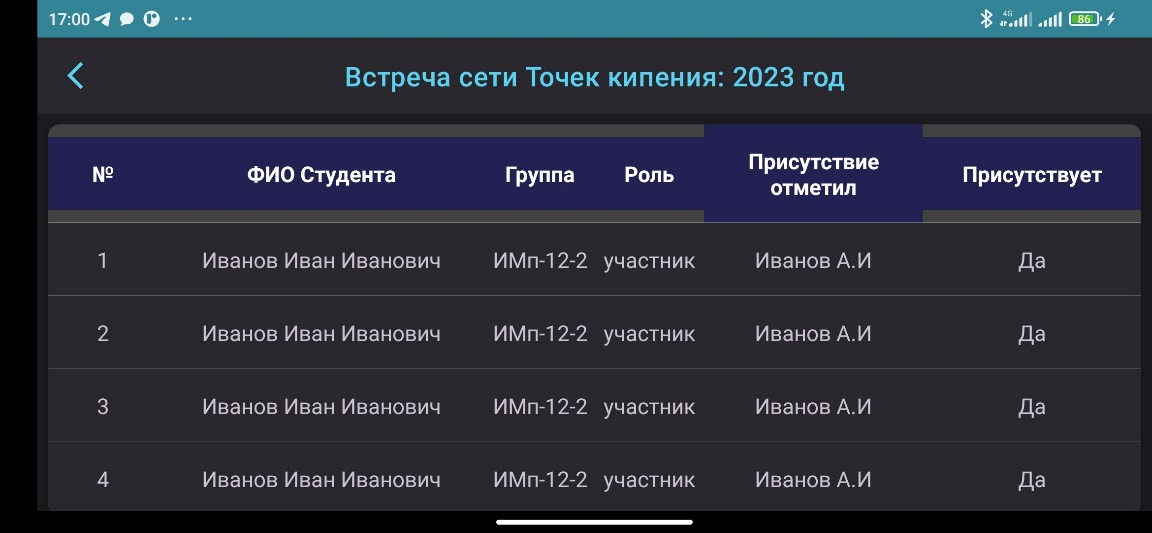 17:00 ... 4G 86
Встреча сети Точек кипения: 2023 год
№ ФИО Студента Группа Роль Присутствие отметил Присутствует
1 Иванов Иван Иванович ИМп-12-2 участник Иванов А.И Да
2 Иванов Иван Иванович ИМп-12-2 участник Иванов А.И Да
3 Иванов Иван Иванович ИМп-12-2 участник Иванов А.И Да
4 Иванов Иван Иванович ИМп-12-2 участник Иванов А.И Да